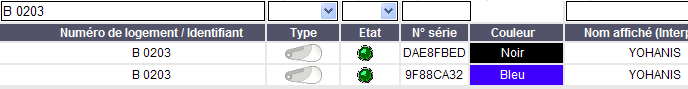 B 0203
Numéro de logement / Identifiant Type Etat N° série Couleur Nom affiché (Interp
B 0203 DAE8FBED Noir YOHANIS
B 0203 9F88CA32 Bleu YOHANIS